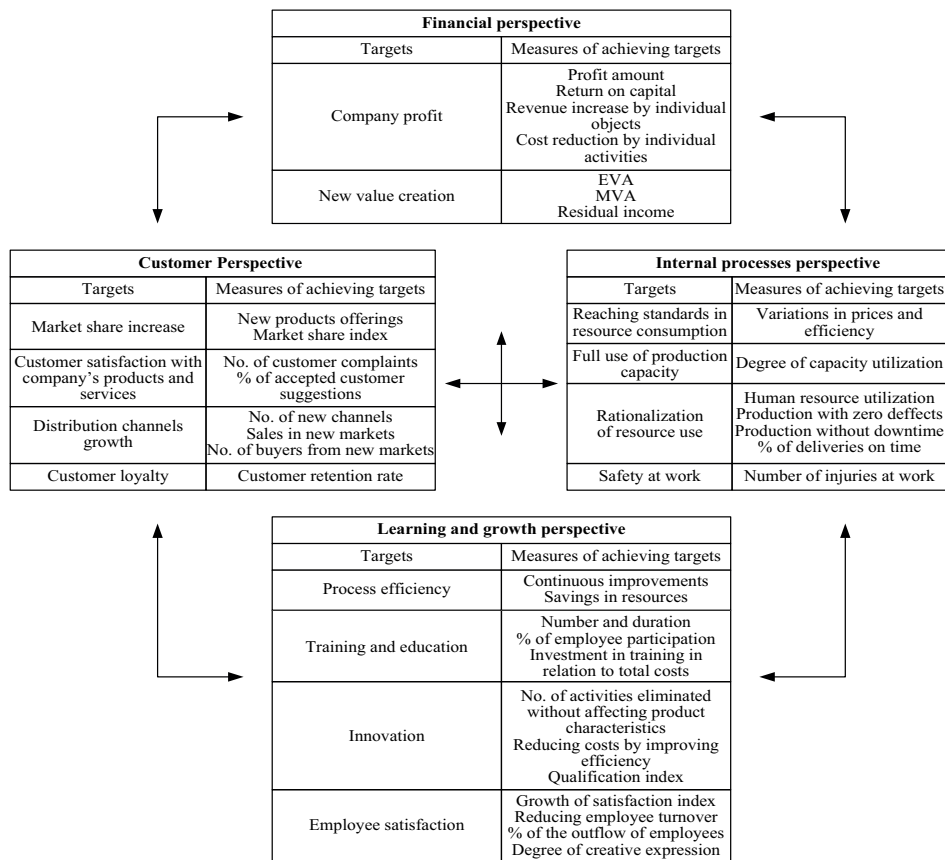 Financial perspective
Targets
Measures of achieving targets
Company profit
Profit amount
Return on capital
Revenue increase by individual
objects
Cost reduction by individual
activities
New value creation
EVA
MVA
Residual income
Customer Perspective
Targets
Measures of achieving targets
Market share increase
New products offerings
Market share index
Customer satisfaction with
company’s products and
services
No. of customer complaints
% of accepted customer
suggestions
Distribution channels
growth
No. of new channels
Sales in new markets
No. of buyers from new markets
Customer loyalty
Customer retention rate
Internal processes perspective
Targets
Measures of achieving targets
Reaching standards in
resource consumption
Variations in prices and
efficiency
Full use of production
capacity
Degree of capacity utilization
Rationalization
of resource use
Human resource utilization
Production with zero deffects
Production without downtime
% of deliveries on time
Safety at work
Number of injuries at work
Learning and growth perspective
Targets
Measures of achieving targets
Process efficiency
Continuous improvements
Savings in resources
Training and education
Number and duration
% of employee participation
Investment in training in
relation to total costs
Innovation
No. of activities eliminated
without affecting product
characteristics
Reducing costs by improving
efficiency
Qualification index
Employee satisfaction
Growth of satisfaction index
Reducing employee turnover
% of the outflow of employees
Degree of creative expression